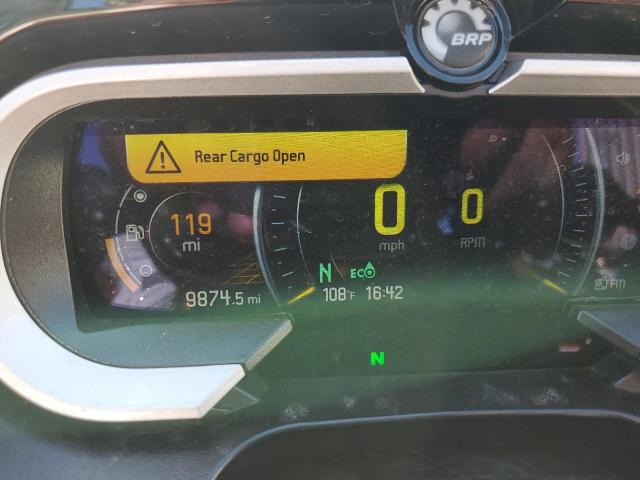 BRP
Rear Cargo Open
119
mi
0
mph
0
RPM
N ECO
9874.5 mi
108°F 16:42
FM
N